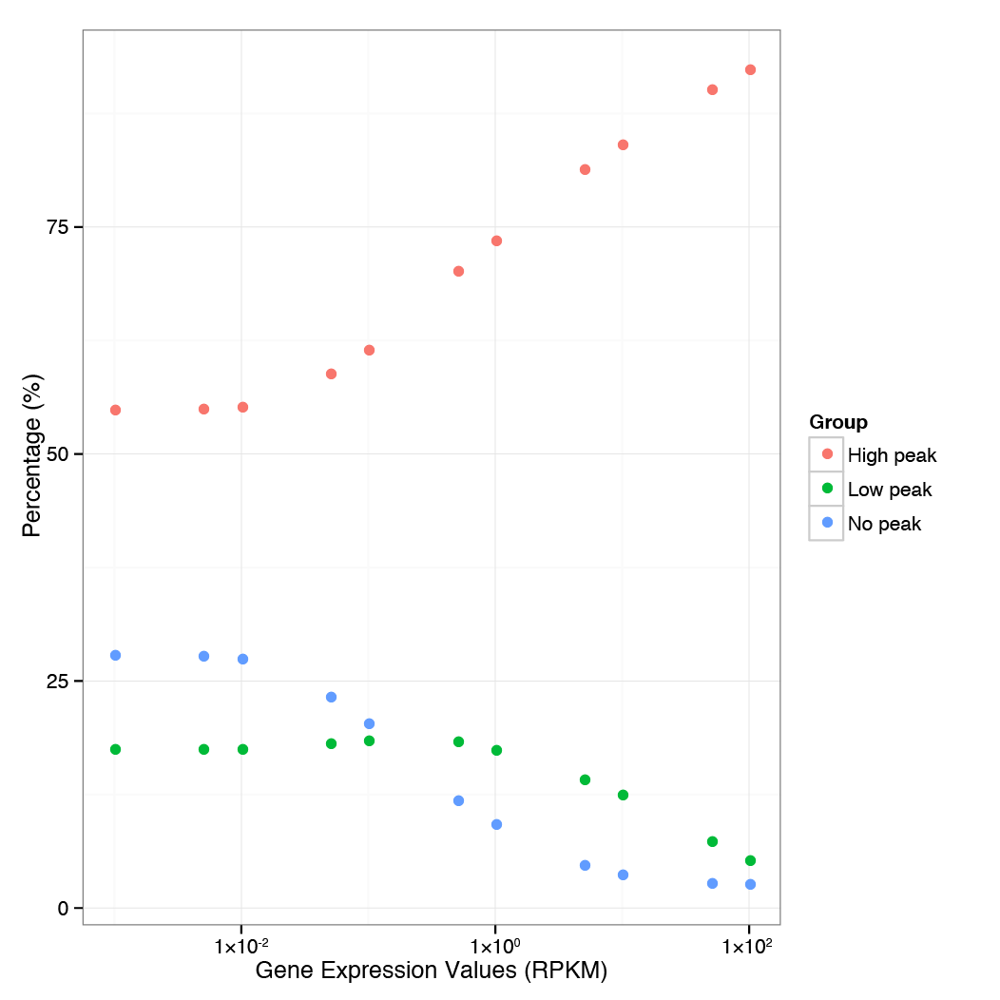 Percentage (%)
75
50
25
0
1×10⁻²
1×10⁰
1×10²
Gene Expression Values (RPKM)
Group
High peak
Low peak
No peak